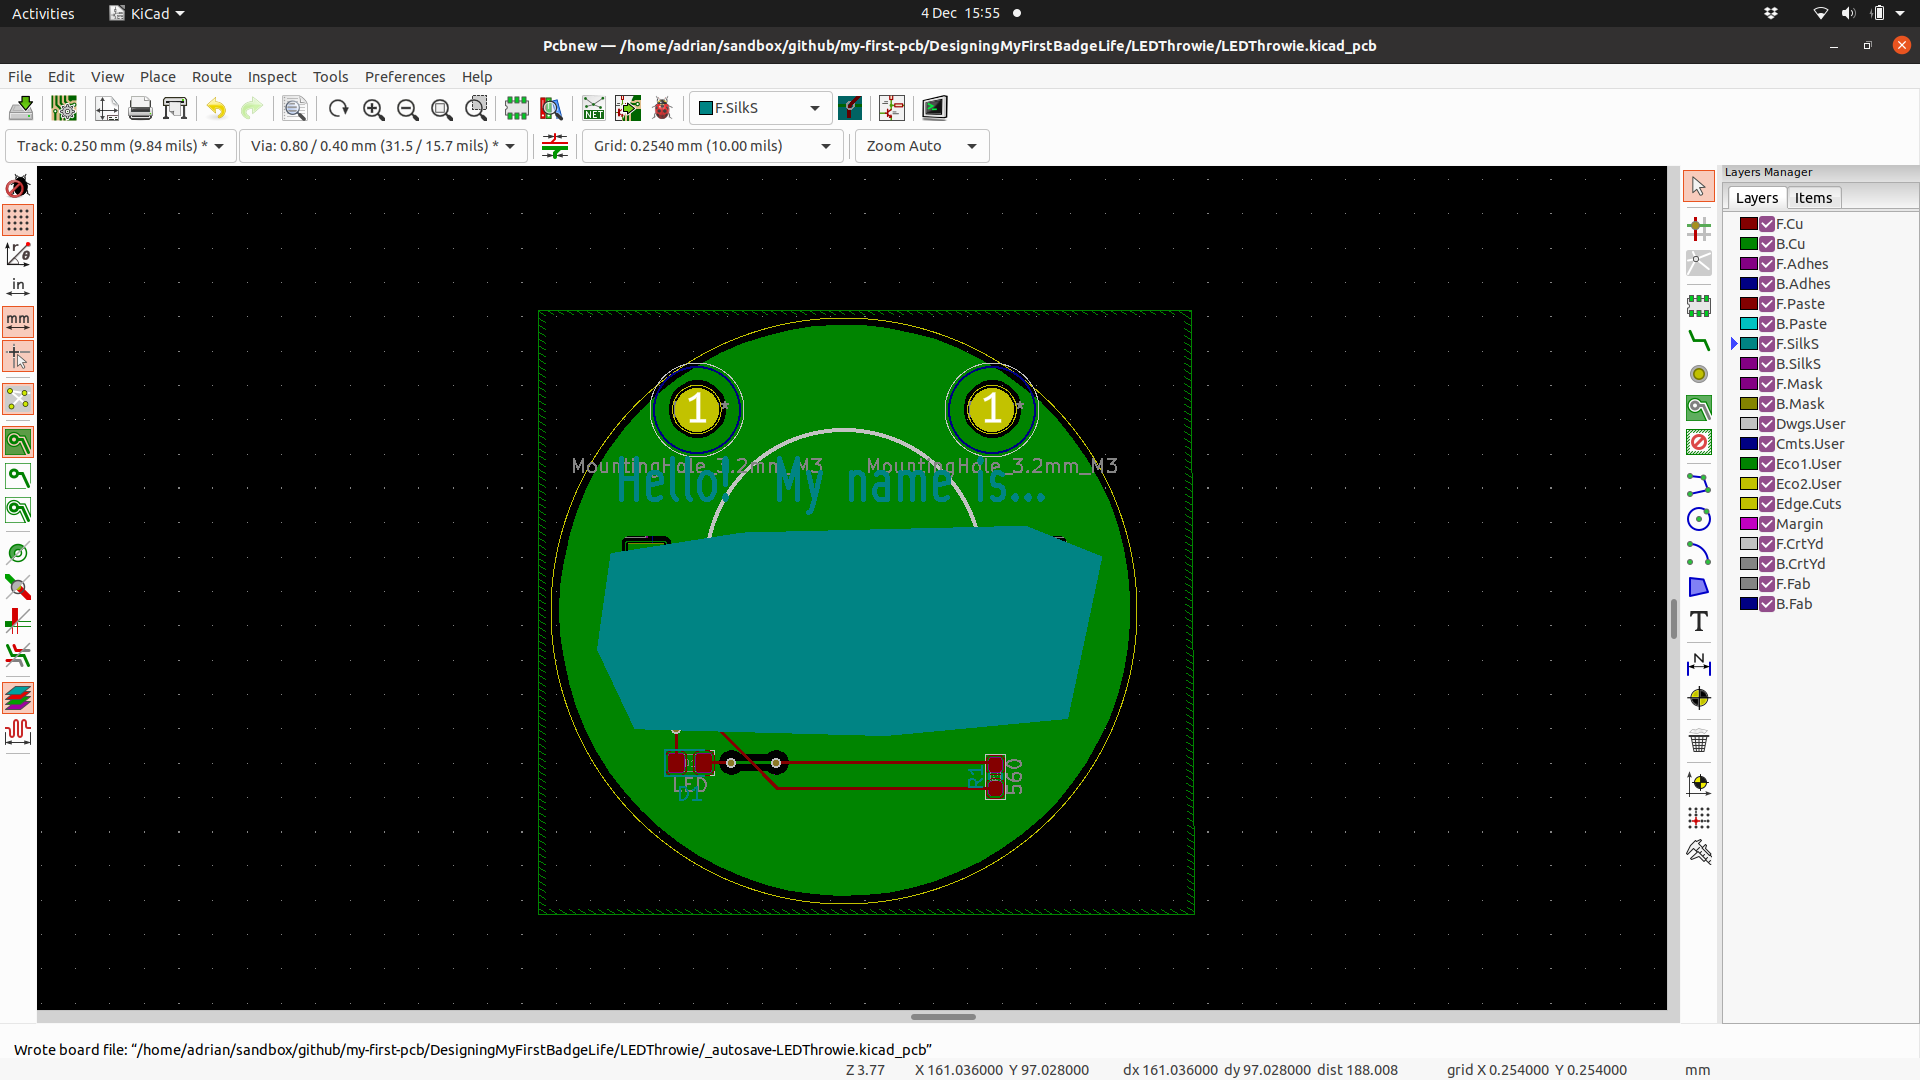 Activities KiCad 4 Dec 15:55
Pcbnew — /home/adrian/sandbox/github/my-first-pcb/DesigningMyFirstBadgeLife/LEDThrowie/LEDThrowie.kicad_pcb
File Edit View Place Route Inspect Tools Preferences Help
NET F.SilkS
Track: 0.250 mm (9.84 mils) * Via: 0.80 / 0.40 mm (31.5 / 15.7 mils) * Grid: 0.2540 mm (10.00 mils) Zoom Auto
in
mm
1 * 1 *
MountingHole_3.2mm_M3 MountingHole_3.2mm_M3
Hello! My name is...
LED
D1
R1
560
T
N
Layers Manager
Layers Items
F.Cu
B.Cu
F.Adhes
B.Adhes
F.Paste
B.Paste
F.SilkS
B.SilkS
F.Mask
B.Mask
Dwgs.User
Cmts.User
Eco1.User
Eco2.User
Edge.Cuts
Margin
F.CrtYd
B.CrtYd
F.Fab
B.Fab
Wrote board file: “/home/adrian/sandbox/github/my-first-pcb/DesigningMyFirstBadgeLife/LEDThrowie/_autosave-LEDThrowie.kicad_pcb”
Z 3.77 X 161.036000 Y 97.028000 dx 161.036000 dy 97.028000 dist 188.008 grid X 0.254000 Y 0.254000 mm